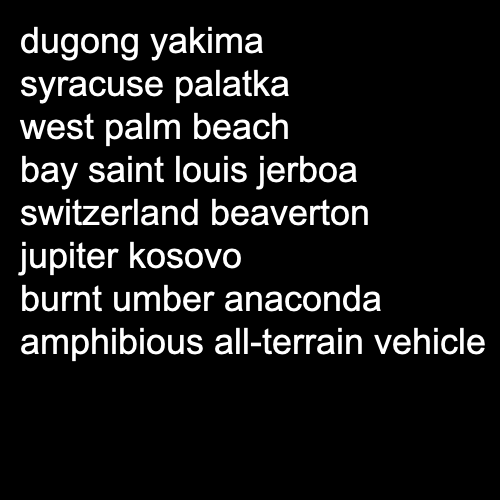 dugong yakima
syracuse palatka
west palm beach
bay saint louis jerboa
switzerland beaverton
jupiter kosovo
burnt umber anaconda
amphibious all-terrain vehicle